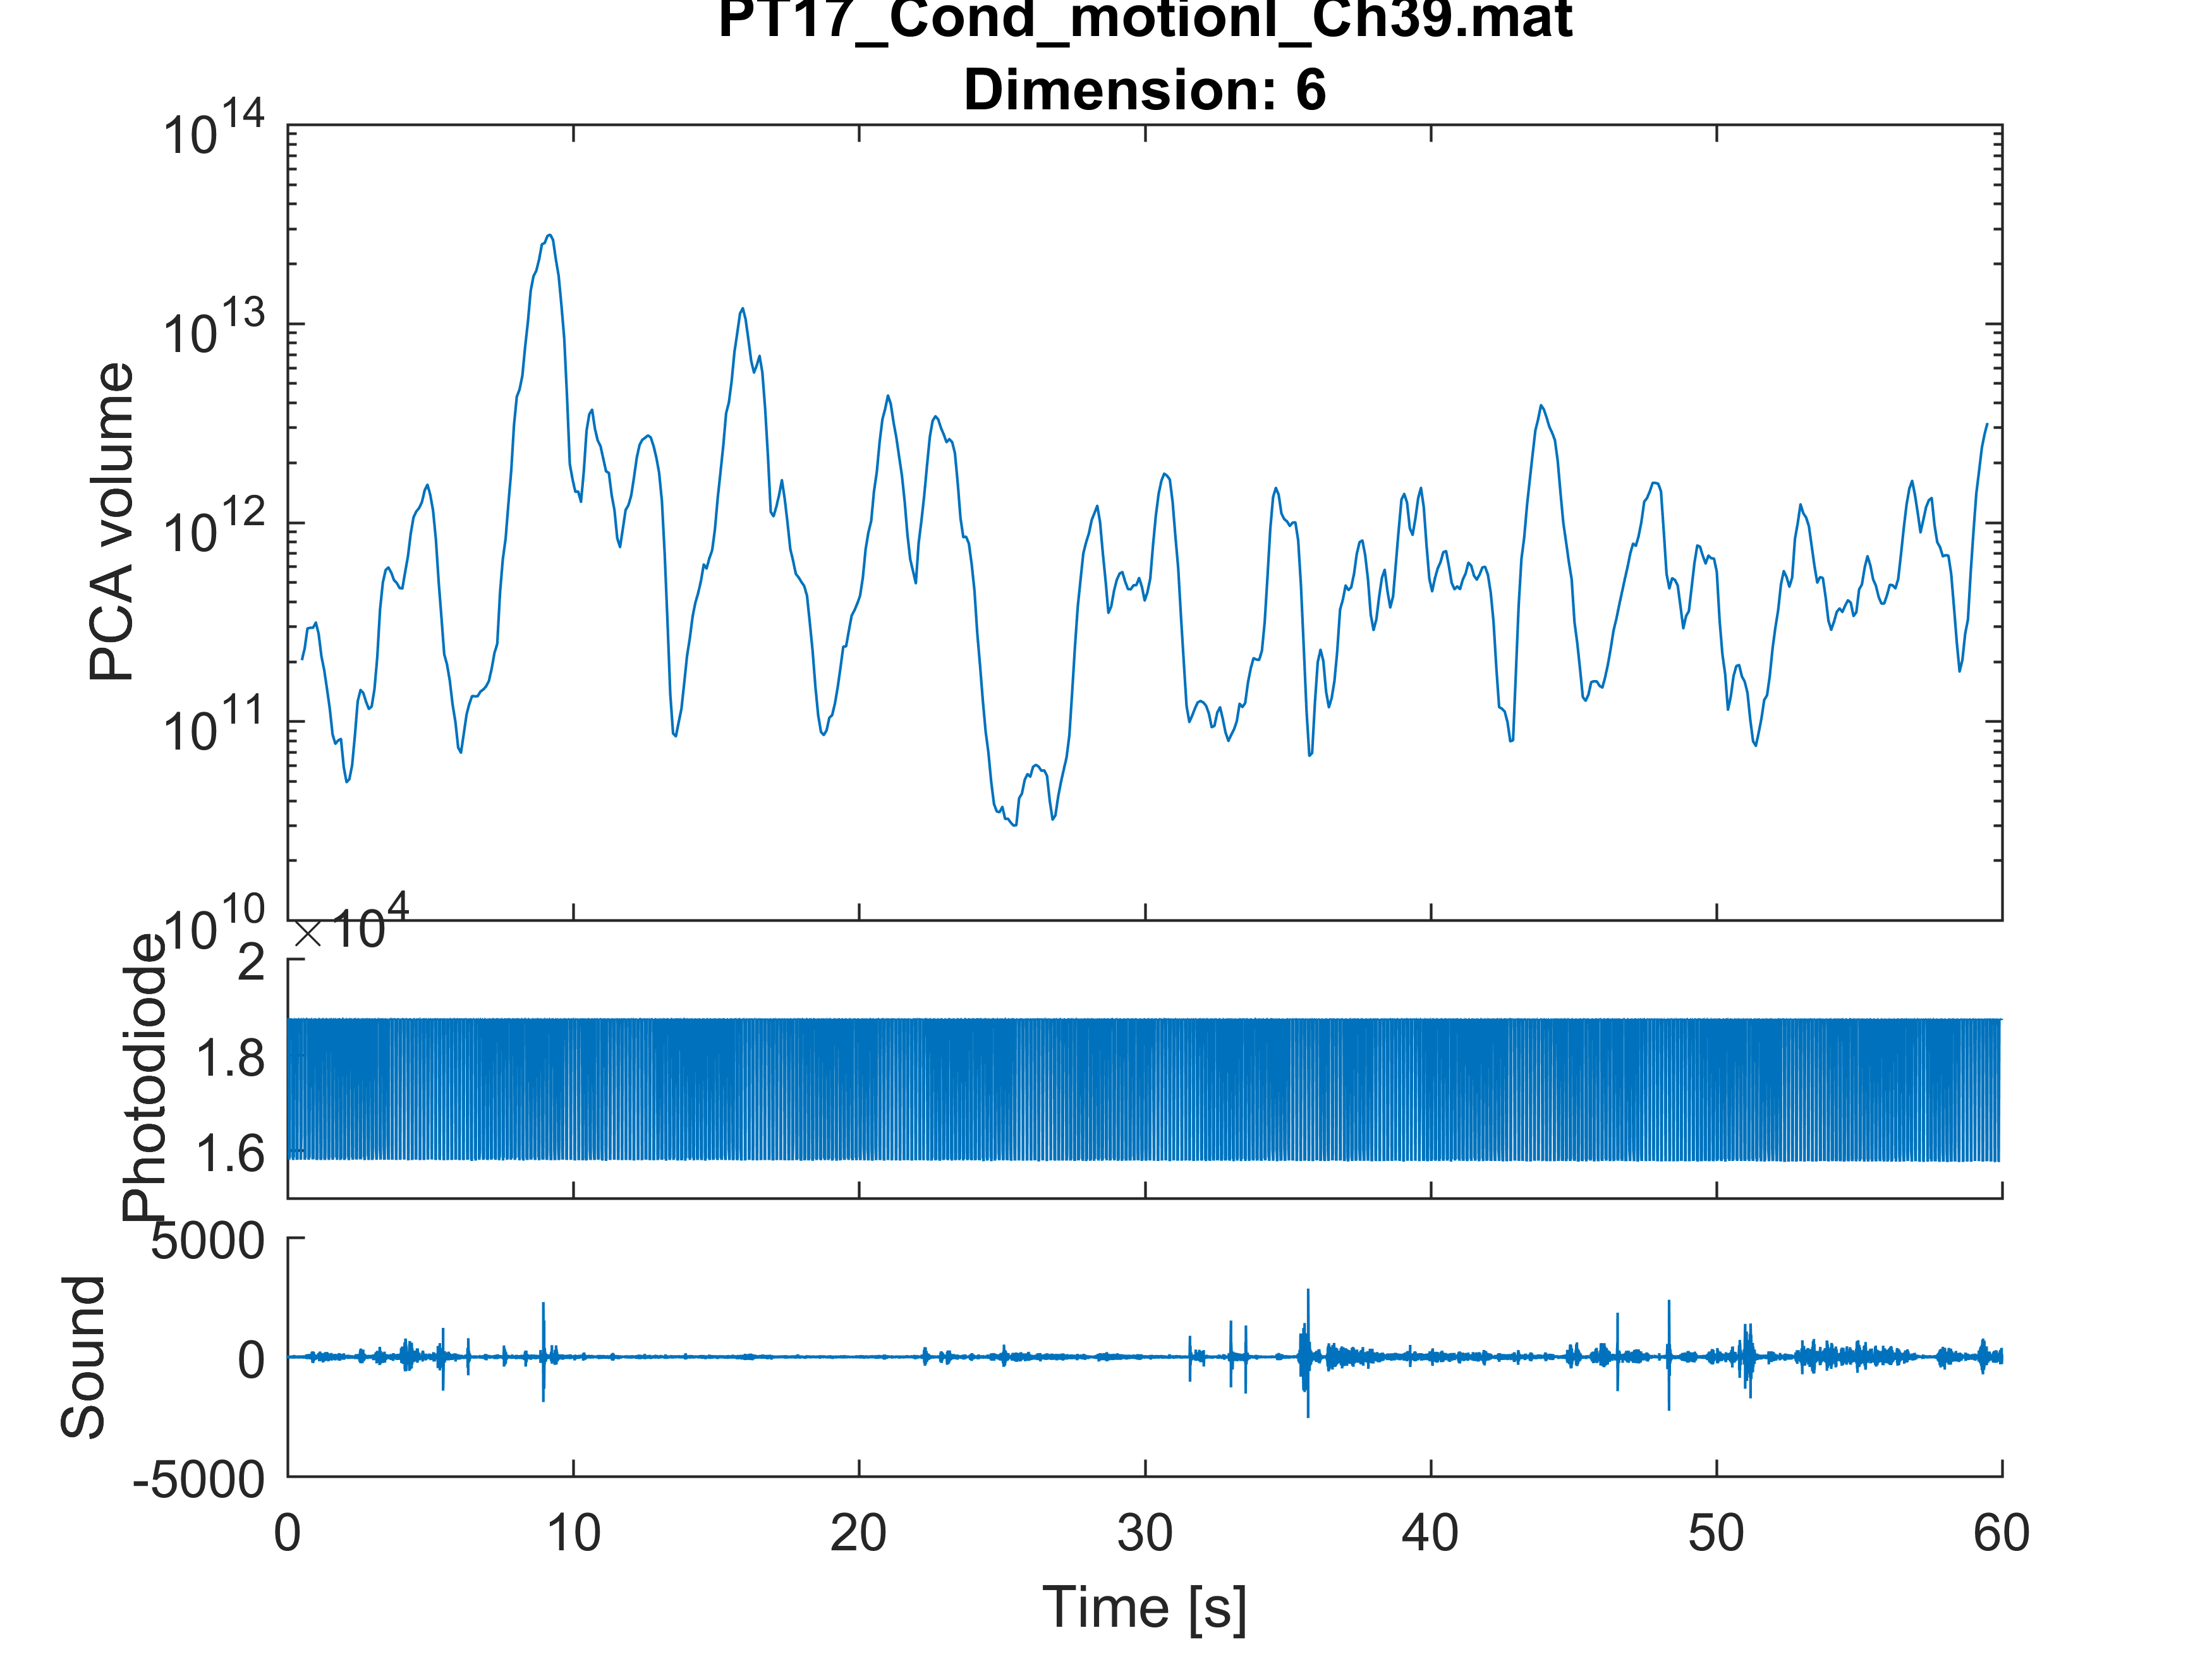 PT17_Cond_motionI_Ch39.mat
Dimension: 6
PCA volume
10^14
10^13
10^12
10^11
10^10
× 10^4
Photodiode
2
1.8
1.6
Sound
5000
0
-5000
0 10 20 30 40 50 60
Time [s]